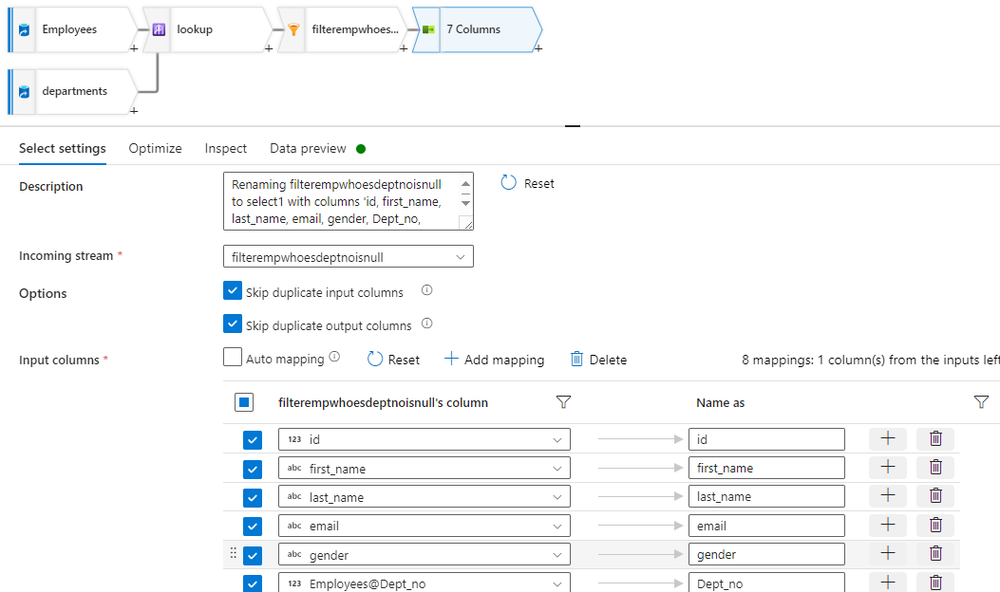 Employees
lookup
filterempwhoes...
7 Columns
+
+
+
+
departments
+
Select settings
Optimize
Inspect
Data preview
Description
Renaming filterempwhoesdeptnoisnull
to select1 with columns 'id, first_name,
last_name, email, gender, Dept_no,
Reset
Incoming stream *
filterempwhoesdeptnoisnull
Options
Skip duplicate input columns
Skip duplicate output columns
Input columns *
Auto mapping
Reset
+ Add mapping
Delete
8 mappings: 1 column(s) from the inputs left
filterempwhoesdeptnoisnull's column
Name as
123 id
id
abc first_name
first_name
abc last_name
last_name
abc email
email
abc gender
gender
123 Employees@Dept_no
Dept_no